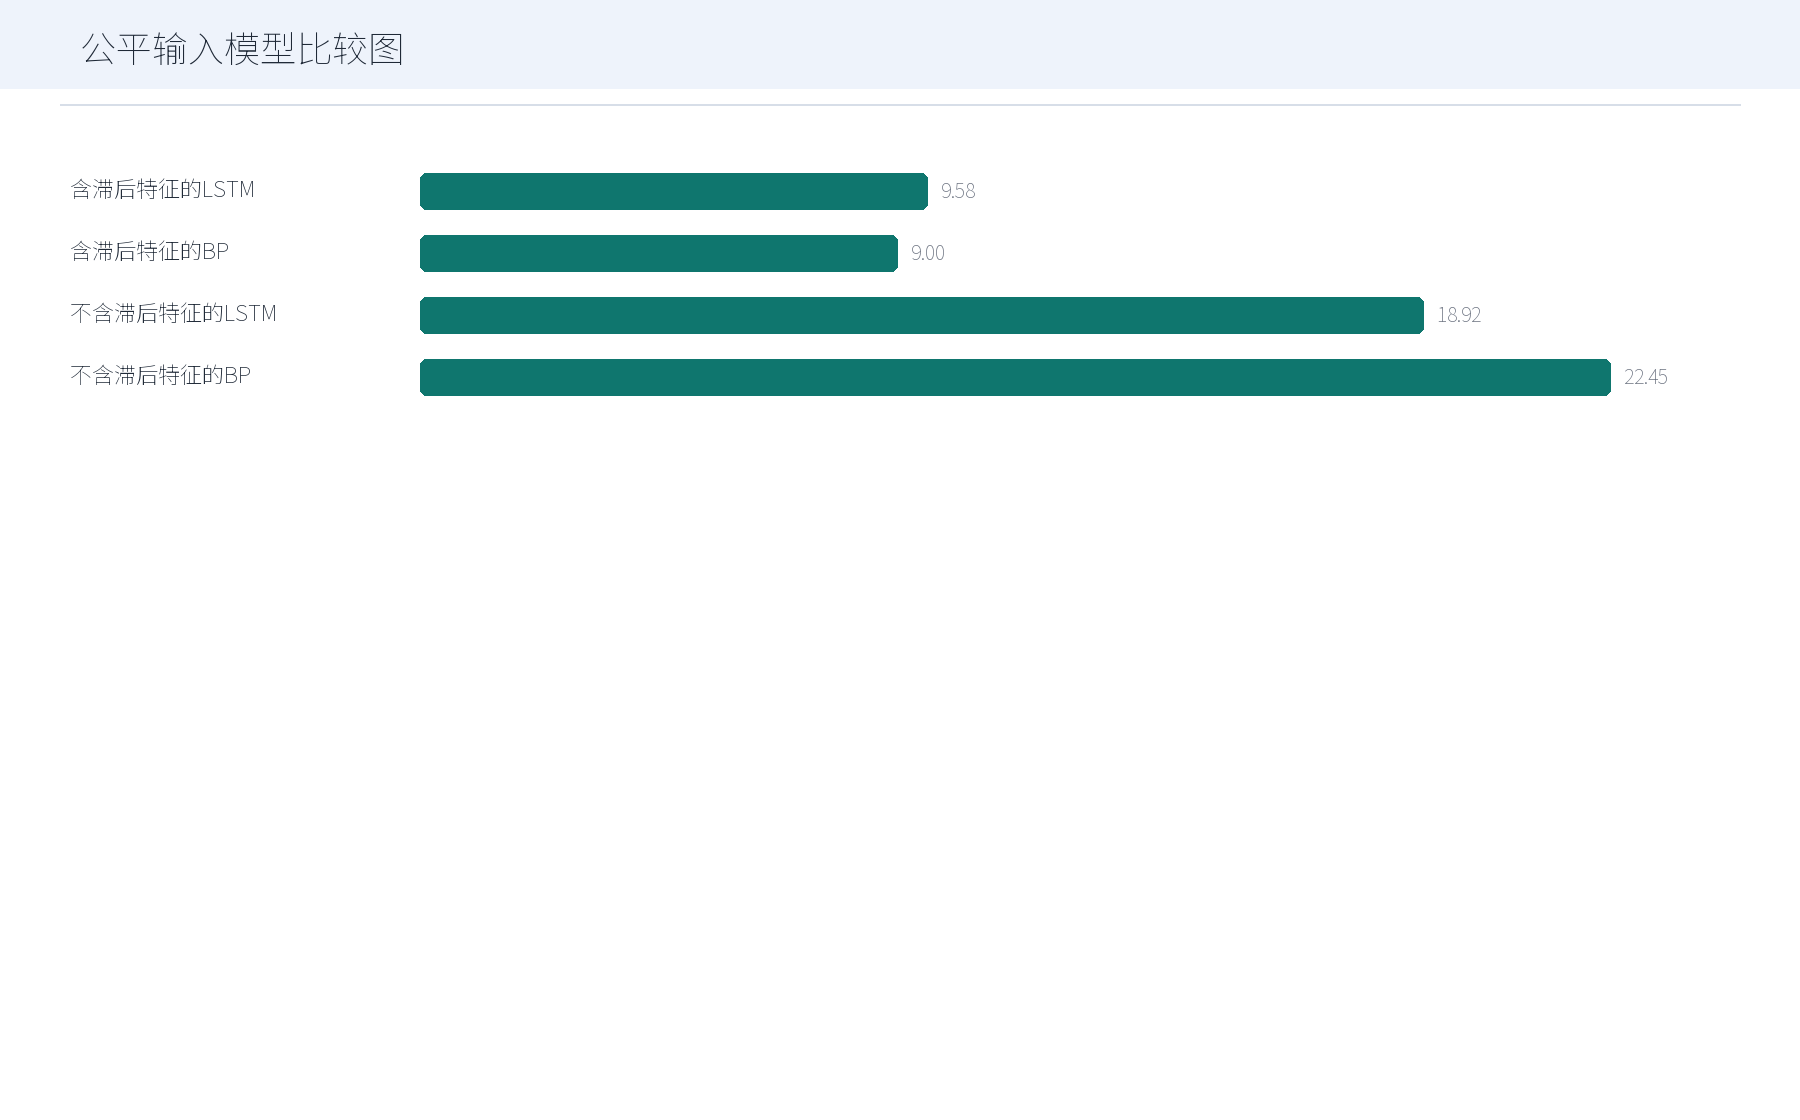 公平输入模型比较图
含滞后特征的LSTM 9.58
含滞后特征的BP 9.00
不含滞后特征的LSTM 18.92
不含滞后特征的BP 22.45